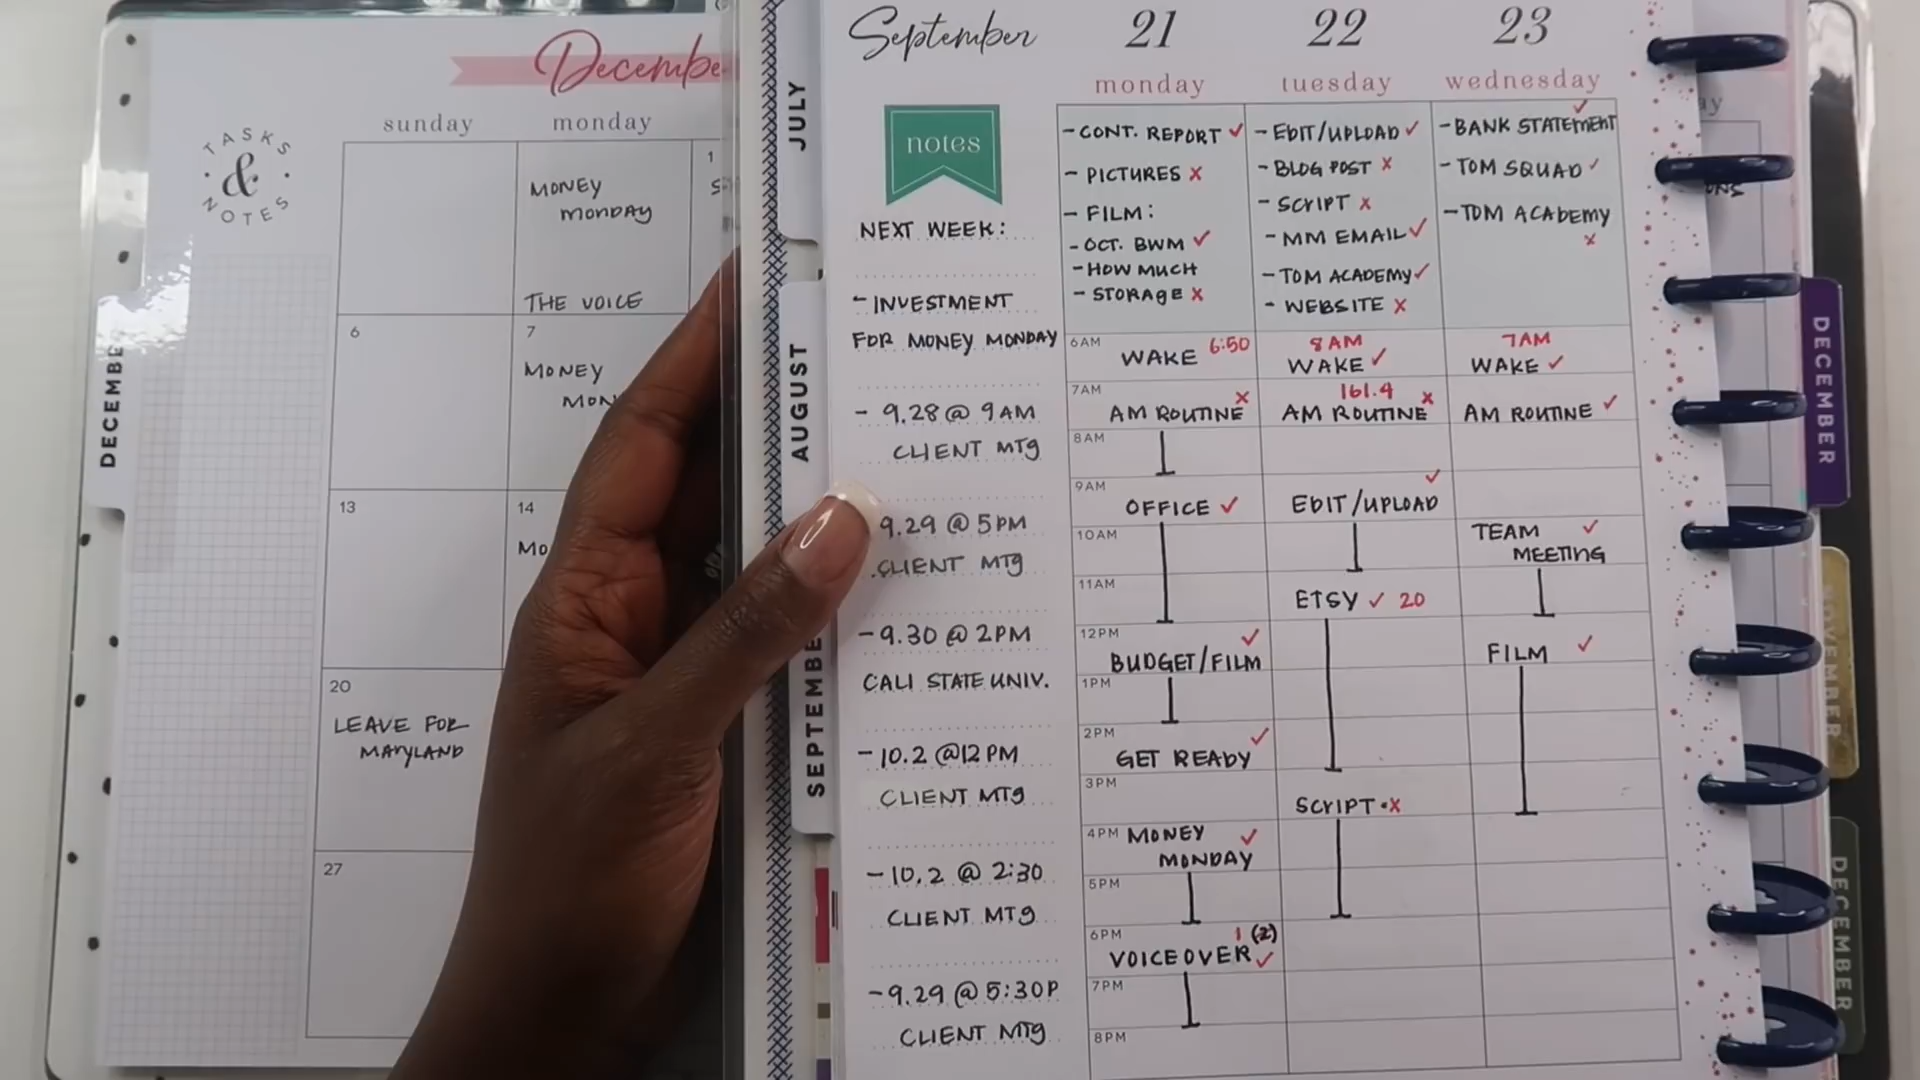 December
TASKS
&
NOTES
sunday
monday
1
MONEY
MONDAY
THE VOICE
6
7
MONEY
13
14
20
LEAVE FOR
MARYLAND
27
DECEMBER
JULY
AUGUST
SEPTEMBER
September
21
22
23
monday
tuesday
wednesday
notes
NEXT WEEK:
- INVESTMENT
FOR MONEY MONDAY
- 9.28 @ 9AM
CLIENT MTG
9.29 @ 5PM
CLIENT MTG
- 9.30 @ 2PM
CALI STATE UNIV.
- 10.2 @12PM
CLIENT MTG
- 10.2 @ 2:30
CLIENT MTG
- 9.29 @ 5:30P
CLIENT MTG
- CONT. REPORT ✓
- PICTURES x
- FILM:
- OCT. BWM ✓
- HOW MUCH
- STORAGE x
6AM
WAKE 6:50
7AM
AM ROUTINE x
8AM
9AM
OFFICE ✓
10AM
11AM
12PM
BUDGET/FILM ✓
1PM
2PM
GET READY ✓
3PM
4PM
MONEY ✓
MONDAY
5PM
6PM
1 (2)
VOICEOVER ✓
7PM
8PM
- EDIT/UPLOAD ✓
- BLOG POST x
- SCRIPT x
- MM EMAIL ✓
- TOM ACADEMY ✓
- WEBSITE x
8AM
WAKE ✓
161.4
AM ROUTINE x
EDIT/UPLOAD ✓
ETSY ✓ 20
SCRIPT x
- BANK STATEMENT ✓
- TOM SQUAD ✓
- TOM ACADEMY
x
7AM
WAKE ✓
AM ROUTINE ✓
TEAM ✓
MEETING
FILM ✓
DECEMBER
NOVEMBER
DECEMBER